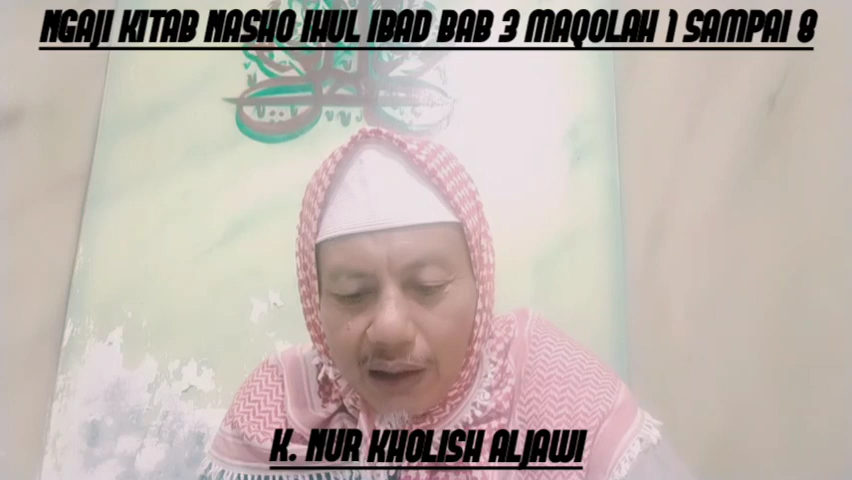 NGAJI KITAB NASHO IHUL IBAD BAB 3 MAQOLAH 1 SAMPAI 8
K. NUR KHOLISH ALJAWI